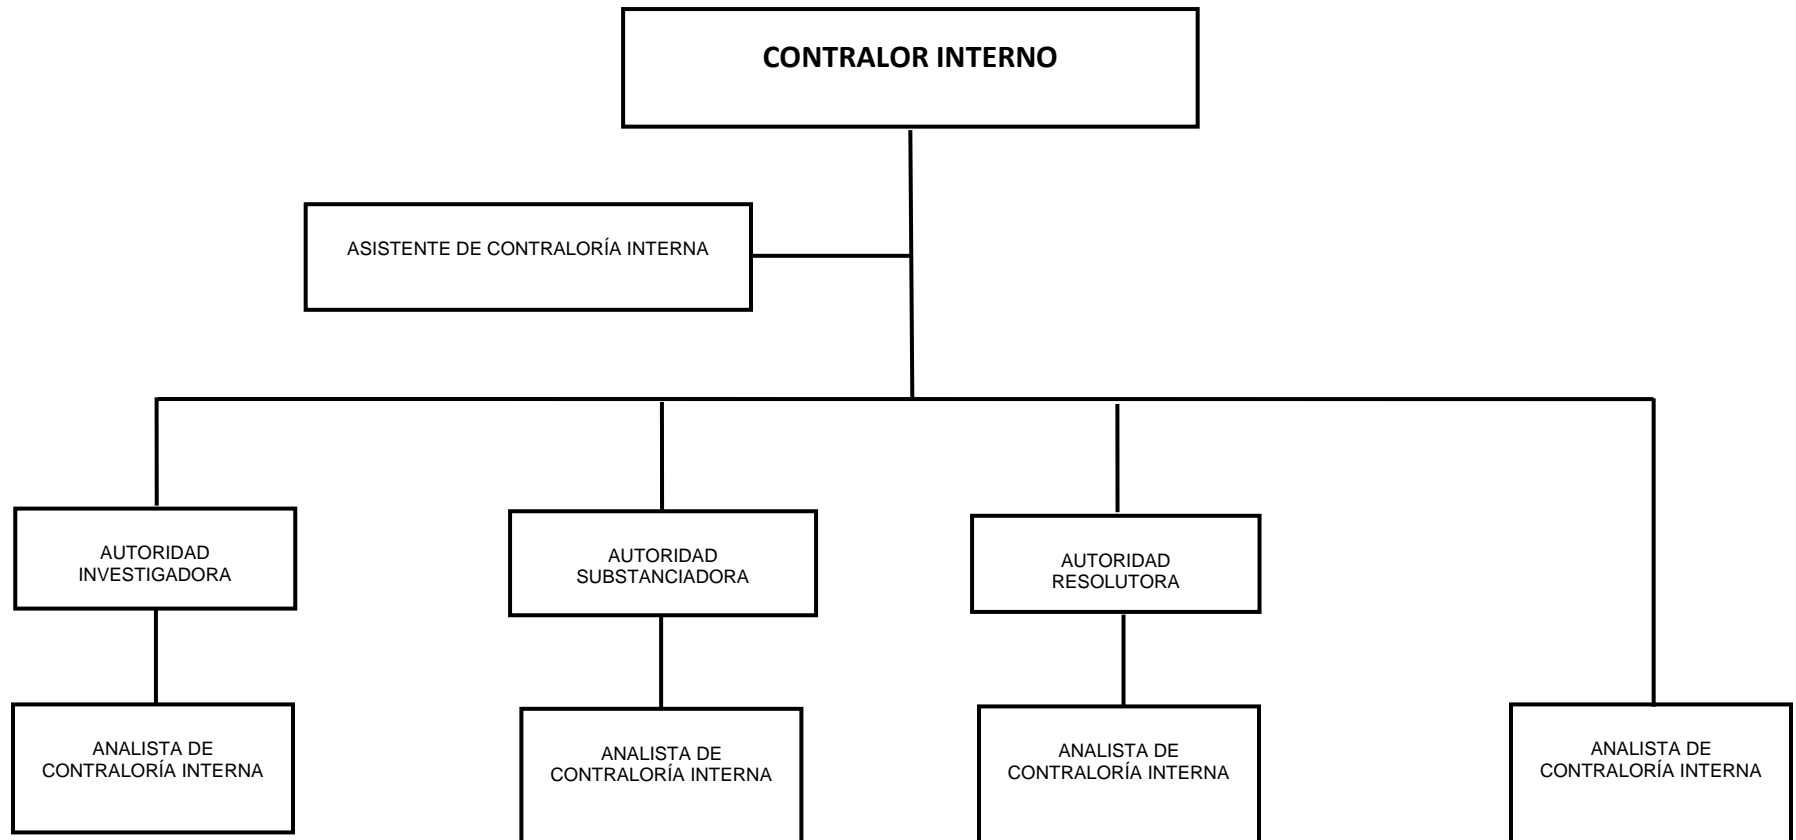 CONTRALOR INTERNO
ASISTENTE DE CONTRALORÍA INTERNA
AUTORIDAD
INVESTIGADORA
AUTORIDAD
SUBSTANCIADORA
AUTORIDAD
RESOLUTORA
ANALISTA DE
CONTRALORÍA INTERNA
ANALISTA DE
CONTRALORÍA INTERNA
ANALISTA DE
CONTRALORÍA INTERNA
ANALISTA DE
CONTRALORÍA INTERNA